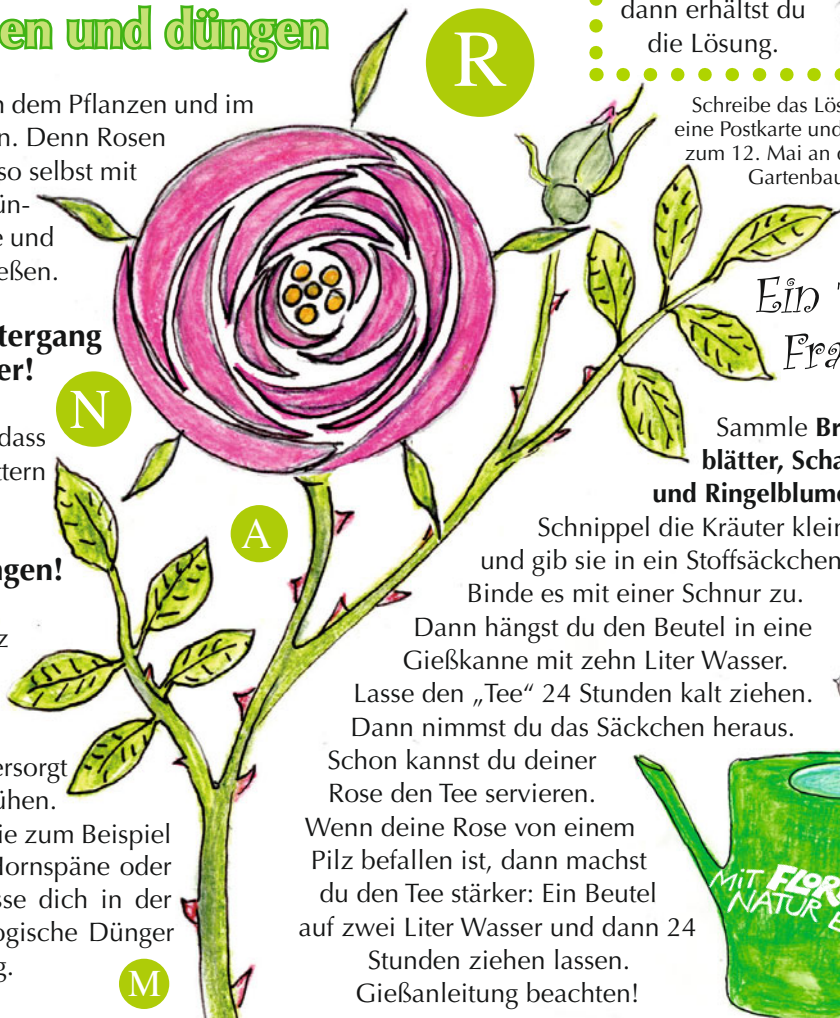 en und düngen
R
dann erhältst du
die Lösung.
dem Pflanzen und im
n. Denn Rosen
so selbst mit
ün-
e und
eßen.
tergang
er!
N
dass
ttern
A
ngen!
z
ersorgt
ühen.
ie zum Beispiel
Hornspäne oder
sse dich in der
ogische Dünger
g.
M
Schreibe das Lös
eine Postkarte und
zum 12. Mai an d
Gartenbau
Ein
Fra
Sammle Br
blätter, Scha
und Ringelblume
Schnippel die Kräuter klein
und gib sie in ein Stoffsäckchen.
Binde es mit einer Schnur zu.
Dann hängst du den Beutel in eine
Gießkanne mit zehn Liter Wasser.
Lasse den „Tee“ 24 Stunden kalt ziehen.
Dann nimmst du das Säckchen heraus.
Schon kannst du deiner
Rose den Tee servieren.
Wenn deine Rose von einem
Pilz befallen ist, dann machst
du den Tee stärker: Ein Beutel
auf zwei Liter Wasser und dann 24
Stunden ziehen lassen.
Gießanleitung beachten!
MiT FLOR
NATUR E